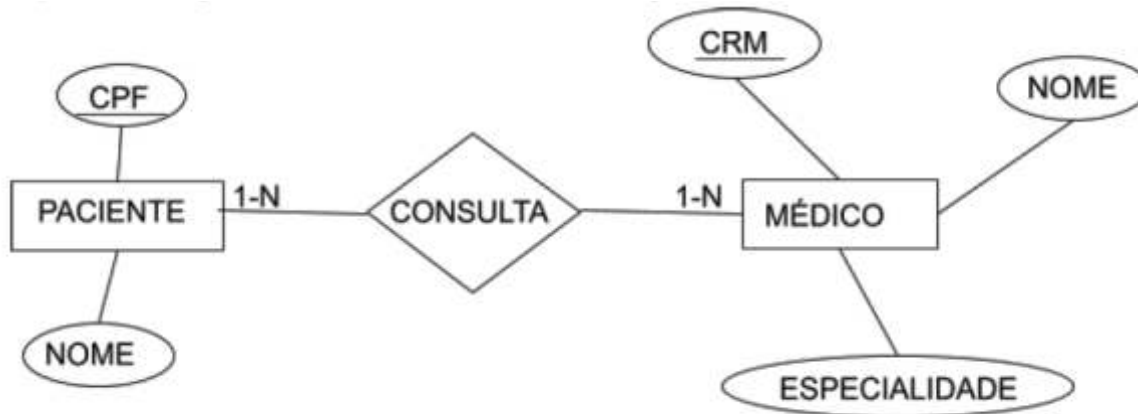 CRM
NOME
CPF
PACIENTE
1-N
CONSULTA
1-N
MÉDICO
NOME
ESPECIALIDADE